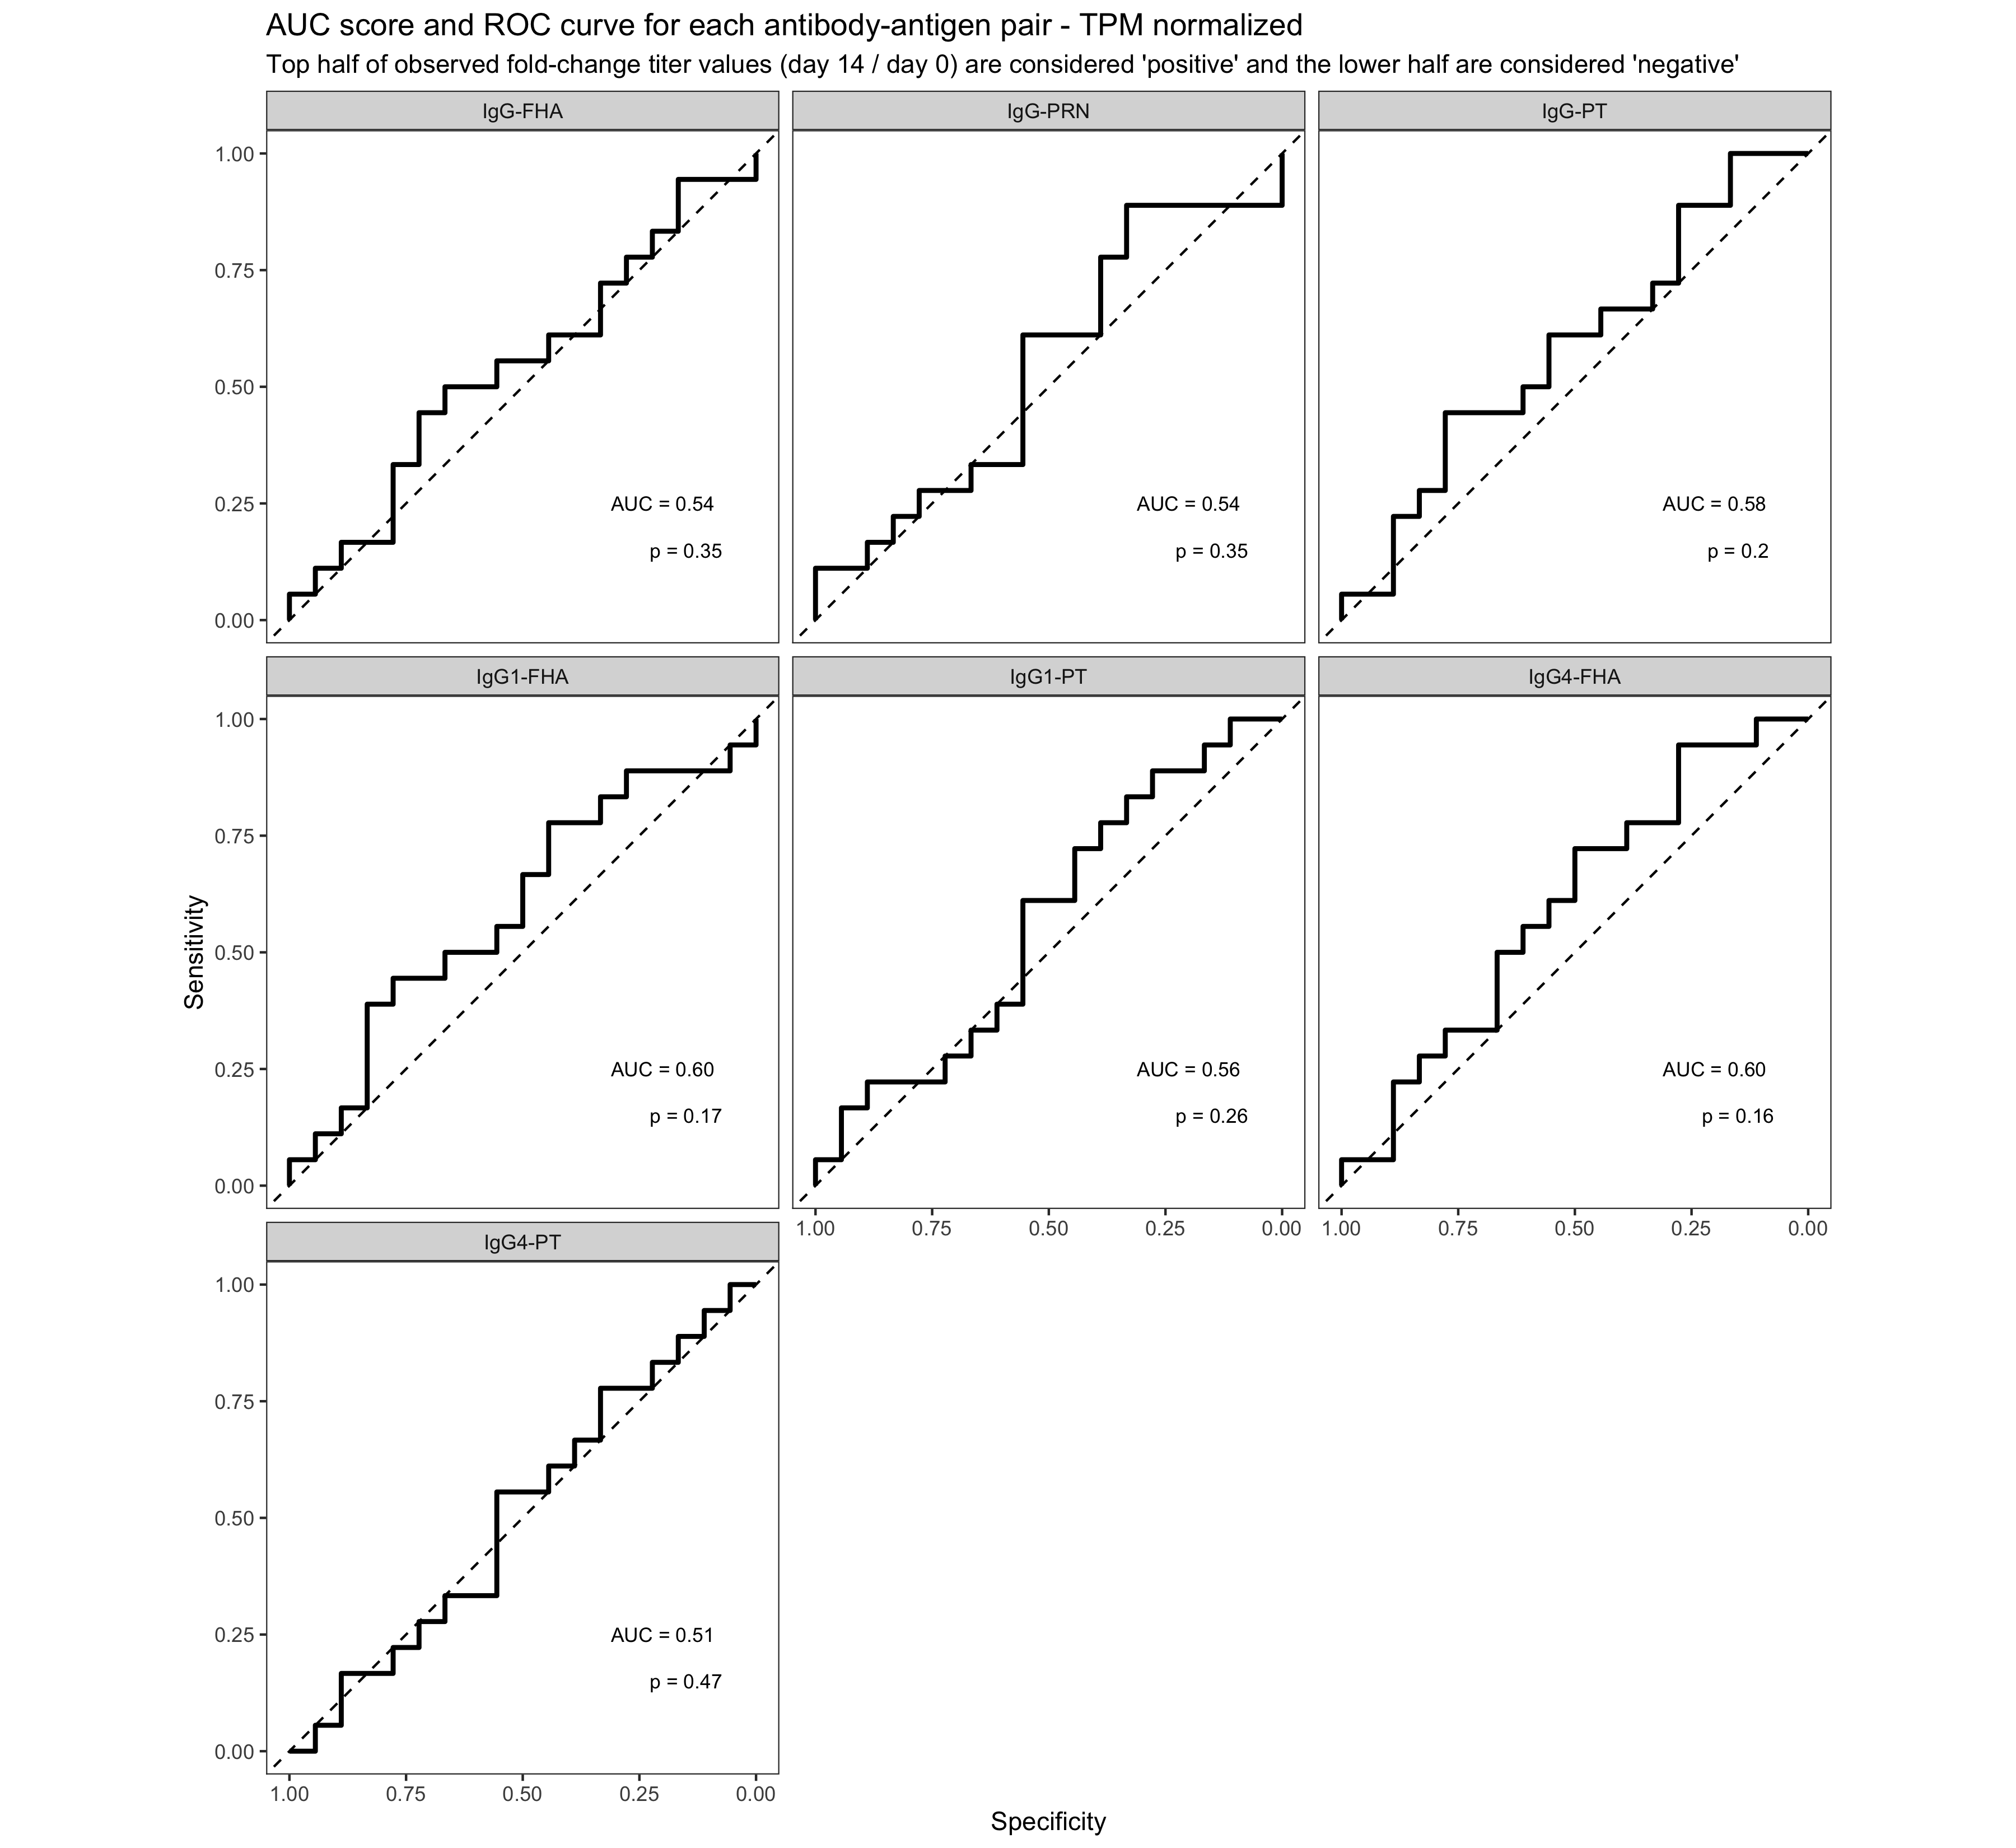 AUC score and ROC curve for each antibody-antigen pair - TPM normalized
Top half of observed fold-change titer values (day 14 / day 0) are considered 'positive' and the lower half are considered 'negative'
IgG-FHA
IgG-PRN
IgG-PT
1.00
0.75
0.50
0.25
0.00
AUC = 0.54
p = 0.35
AUC = 0.54
p = 0.35
AUC = 0.58
p = 0.2
IgG1-FHA
IgG1-PT
IgG4-FHA
Sensitivity
1.00
0.75
0.50
0.25
0.00
AUC = 0.60
p = 0.17
AUC = 0.56
p = 0.26
AUC = 0.60
p = 0.16
1.00 0.75 0.50 0.25 0.00
1.00 0.75 0.50 0.25 0.00
IgG4-PT
1.00
0.75
0.50
0.25
0.00
AUC = 0.51
p = 0.47
1.00 0.75 0.50 0.25 0.00
Specificity